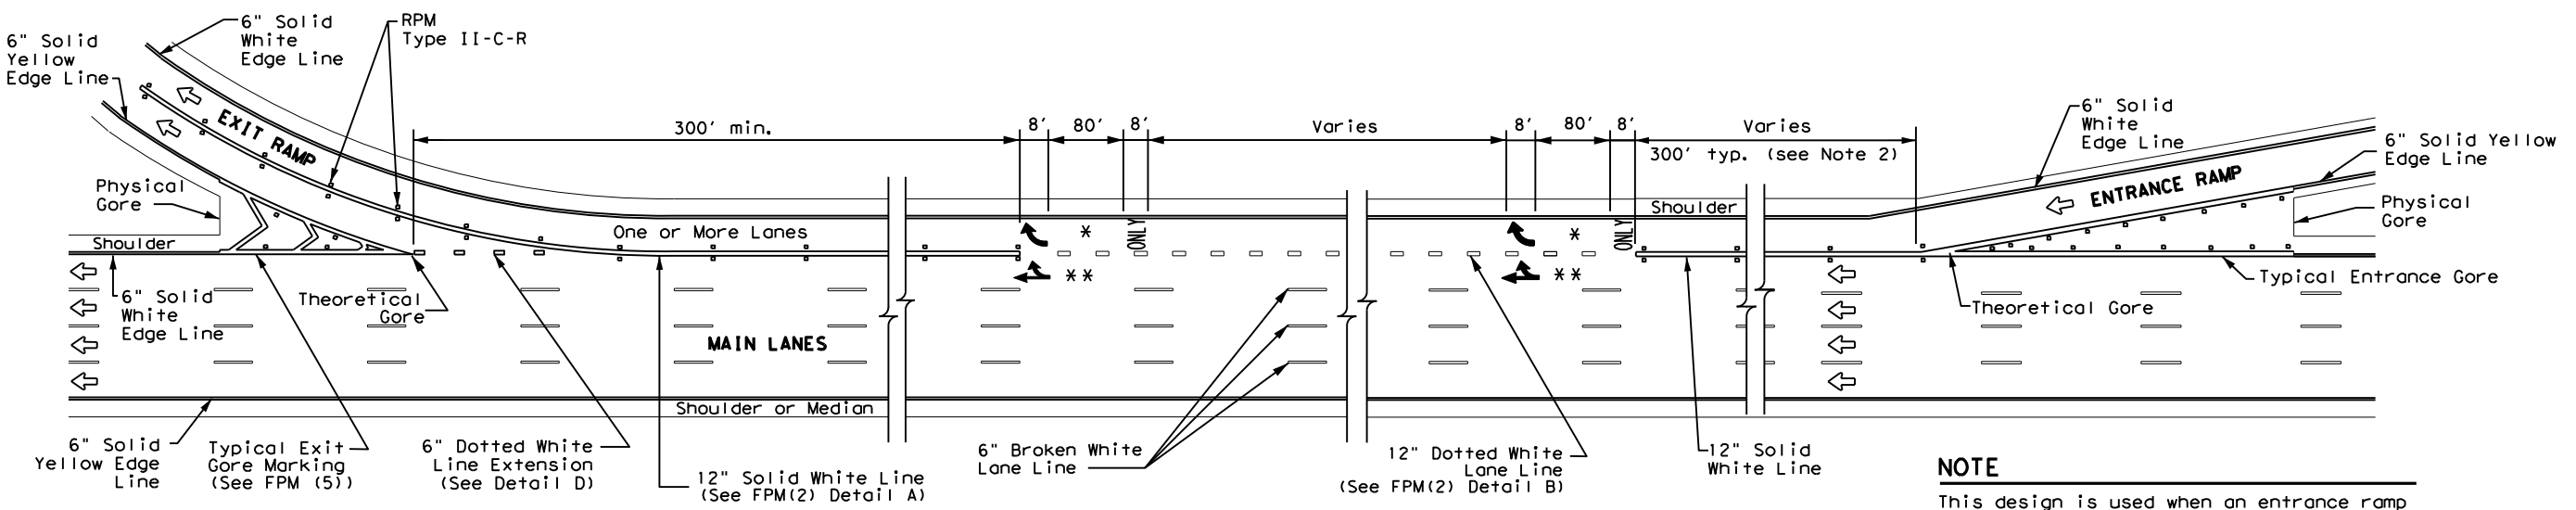 6" Solid
White
Edge Line
RPM
Type II-C-R
6" Solid
Yellow
Edge Line
EXIT RAMP
300' min.
8'
80'
8'
Varies
8'
80'
8'
Varies
300' typ. (see Note 2)
6" Solid
White
Edge Line
6" Solid Yellow
Edge Line
ENTRANCE RAMP
Physical
Gore
Physical
Gore
Shoulder
Shoulder
One or More Lanes
*
ONLY
*
ONLY
**
**
6" Solid
White
Edge Line
Theoretical
Gore
Typical Entrance Gore
Theoretical Gore
MAIN LANES
Shoulder or Median
6" Solid
Yellow Edge
Line
Typical Exit
Gore Marking
(See FPM (5))
6" Dotted White
Line Extension
(See Detail D)
12" Solid White Line
(See FPM(2) Detail A)
6" Broken White
Lane Line
12" Dotted White
Lane Line
(See FPM(2) Detail B)
12" Solid
White Line
NOTE
This design is used when an entrance ramp